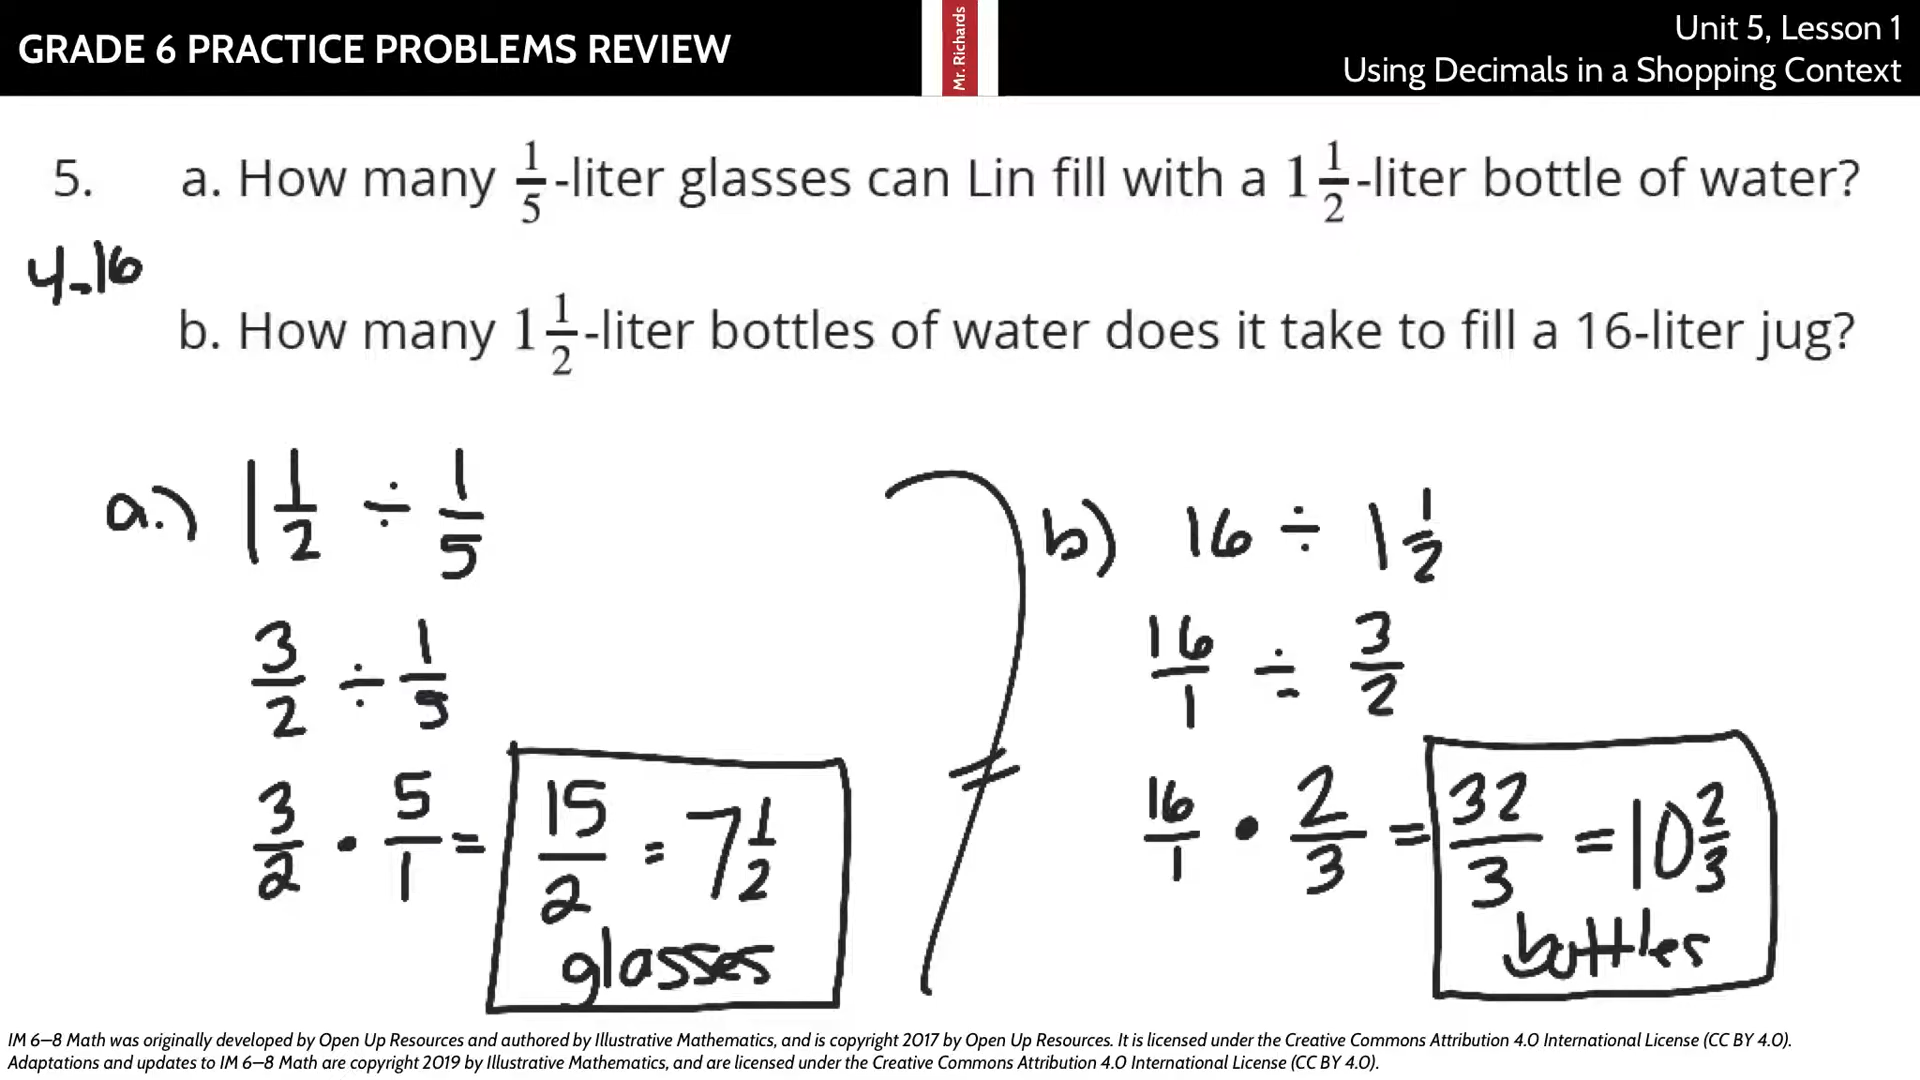 GRADE 6 PRACTICE PROBLEMS REVIEW
Mr. Richards
Unit 5, Lesson 1
Using Decimals in a Shopping Context
5. a. How many 1/5-liter glasses can Lin fill with a 1 1/2-liter bottle of water?
4-16
b. How many 1 1/2-liter bottles of water does it take to fill a 16-liter jug?
a.) 1 1/2 ÷ 1/5
3/2 ÷ 1/5
3/2 • 5/1 = 15/2 = 7 1/2
glasses
b) 16 ÷ 1 1/2
16/1 ÷ 3/2
16/1 • 2/3 = 32/3 = 10 2/3
bottles
IM 6–8 Math was originally developed by Open Up Resources and authored by Illustrative Mathematics, and is copyright 2017 by Open Up Resources. It is licensed under the Creative Commons Attribution 4.0 International License (CC BY 4.0).
Adaptations and updates to IM 6–8 Math are copyright 2019 by Illustrative Mathematics, and are licensed under the Creative Commons Attribution 4.0 International License (CC BY 4.0).